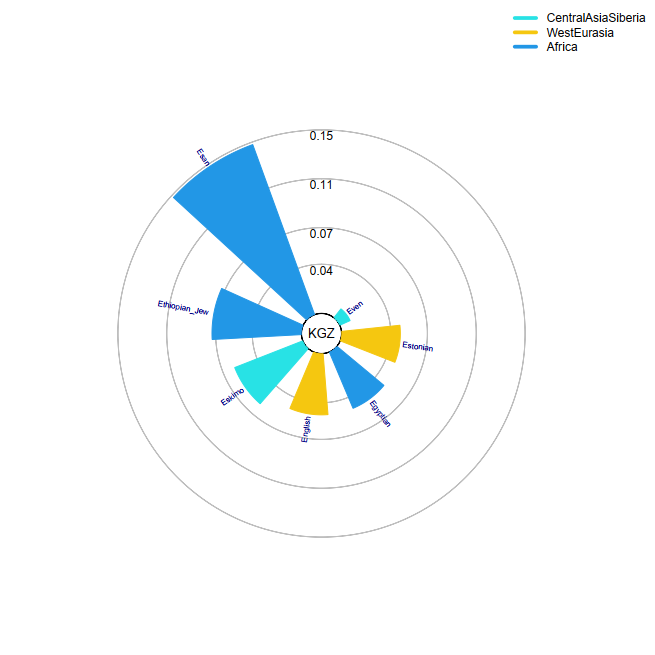 CentralAsiaSiberia
WestEurasia
Africa
0.15
Esan
0.11
0.07
0.04
Even
Ethiopian_Jew
KGZ
Estonian
Eskimo
Egyptian
English